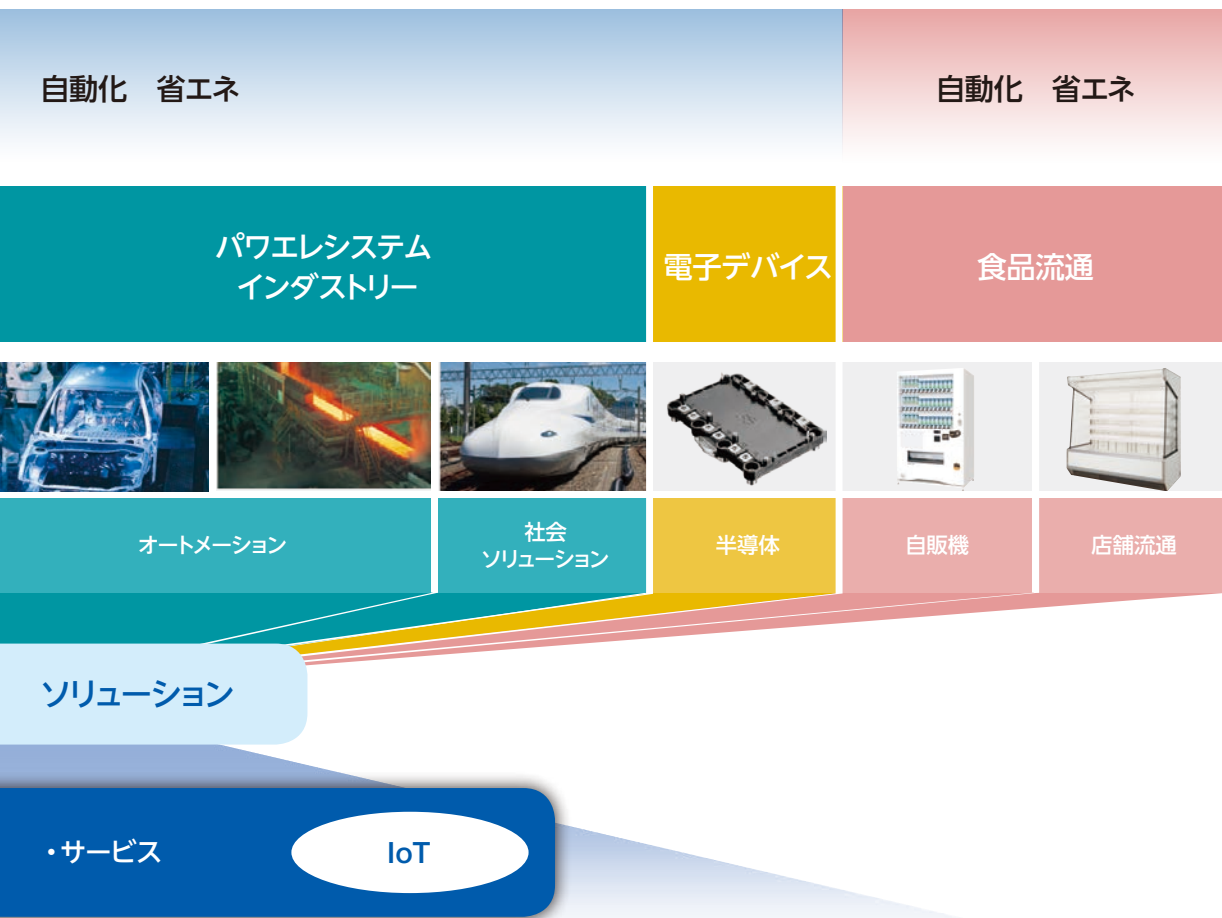 自動化　省エネ
自動化　省エネ
パワエレシステム
インダストリー
電子デバイス
食品流通
オートメーション
社会
ソリューション
半導体
自販機
店舗流通
ソリューション
・サービス
IoT